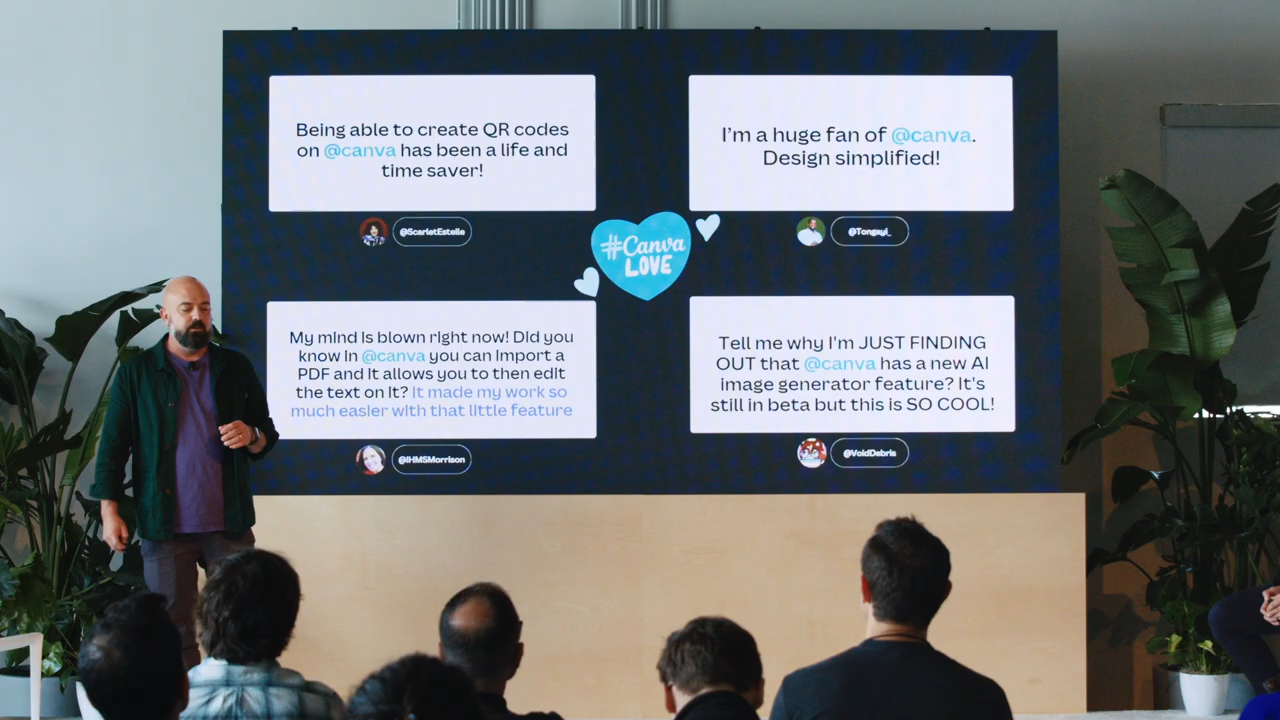 Being able to create QR codes
on @canva has been a life and
time saver!
@ScarletEstelle
I'm a huge fan of @canva.
Design simplified!
@Tongayi_
#Canva
LOVE
My mind is blown right now! Did you
know in @canva you can import a
PDF and it allows you to then edit
the text on it? It made my work so
much easier with that little feature
@IHMSMorrison
Tell me why I'm JUST FINDING
OUT that @canva has a new AI
image generator feature? It's
still in beta but this is SO COOL!
@VoidDebris